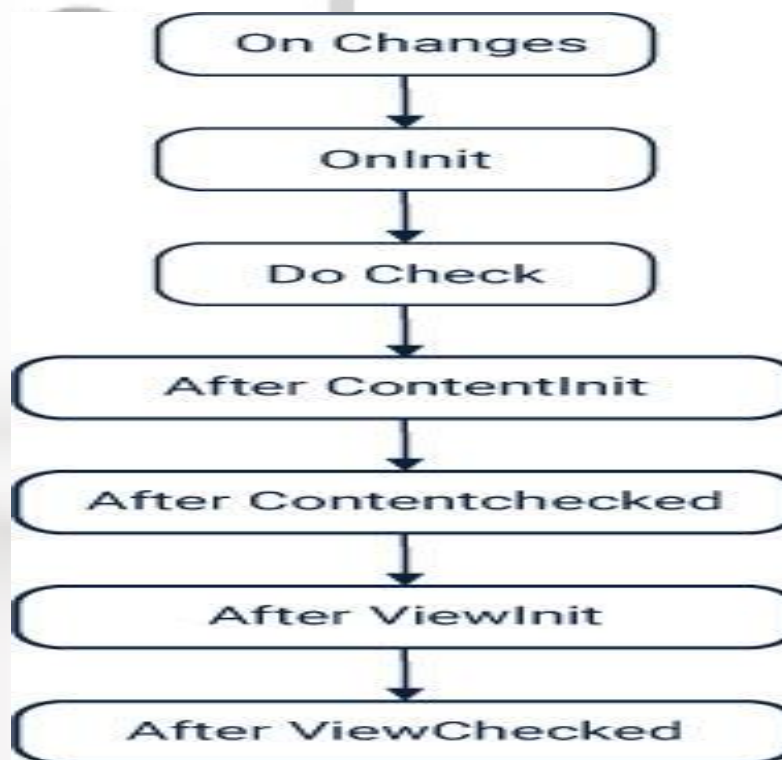 On Changes
OnInit
Do Check
After ContentInit
After Contentchecked
After ViewInit
After ViewChecked